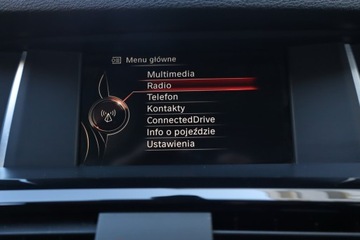 Menu główne
Multimedia
Radio
Telefon
Kontakty
ConnectedDrive
Info o pojeździe
Ustawienia